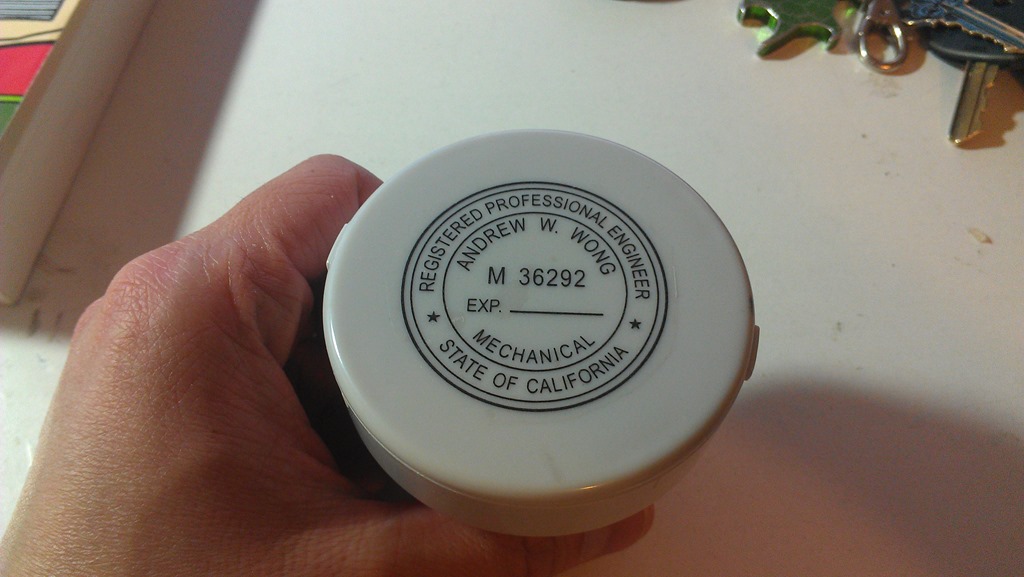 REGISTERED PROFESSIONAL ENGINEER
ANDREW W. WONG
M 36292
EXP.
MECHANICAL
STATE OF CALIFORNIA